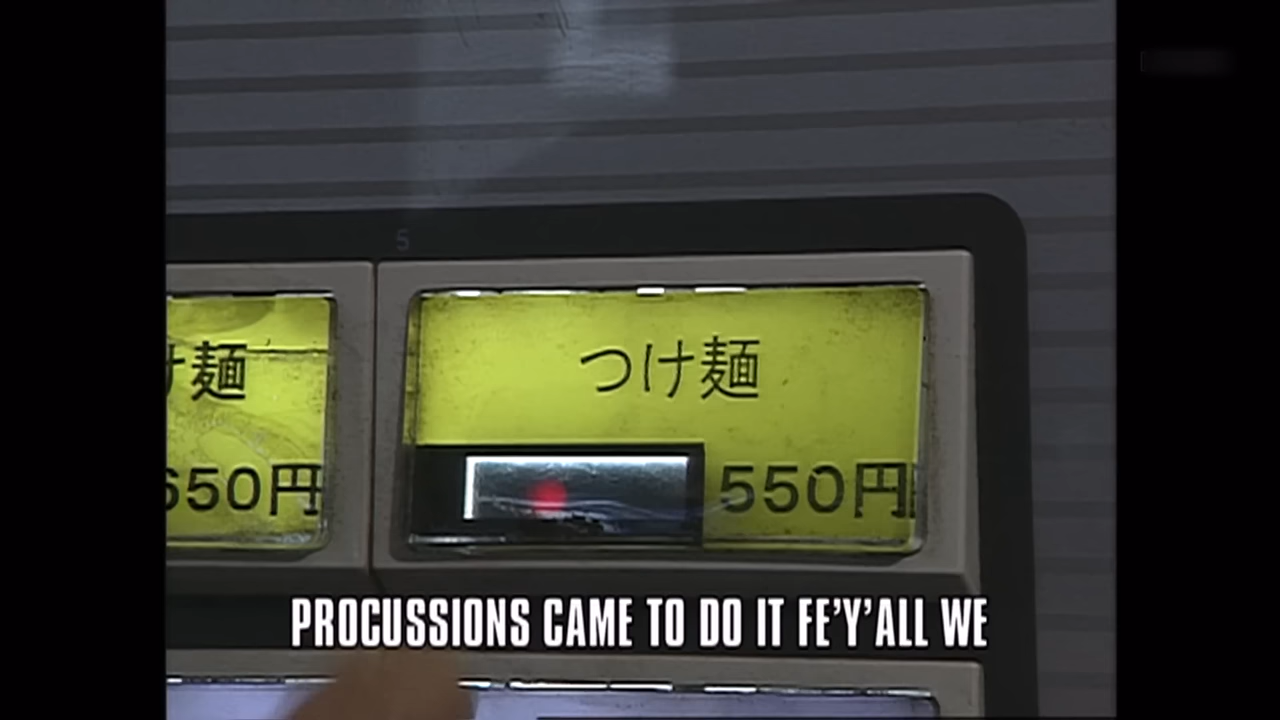 5
け麺
つけ麺
650円
550円
PROCUSSIONS CAME TO DO IT FE'Y'ALL WE